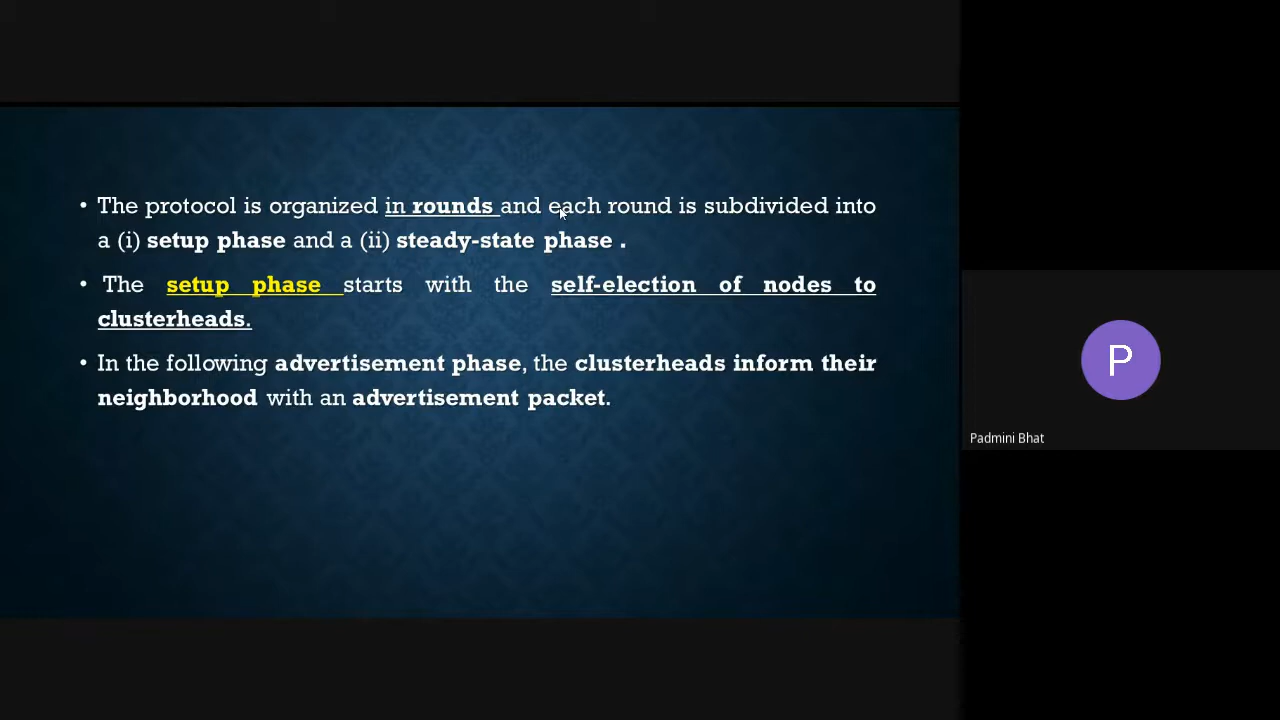 • The protocol is organized in rounds and each round is subdivided into
a (i) setup phase and a (ii) steady-state phase .
• The setup phase starts with the self-election of nodes to
clusterheads.
• In the following advertisement phase, the clusterheads inform their
neighborhood with an advertisement packet.
P
Padmini Bhat